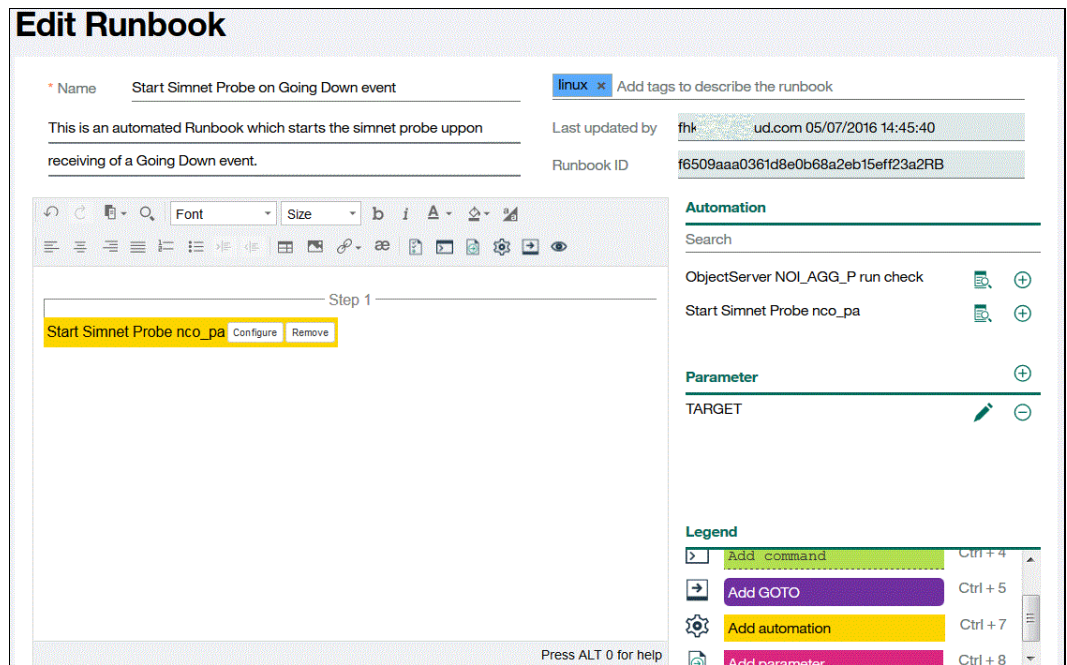 Edit Runbook
* Name Start Simnet Probe on Going Down event
linux × Add tags to describe the runbook
This is an automated Runbook which starts the simnet probe uppon
receiving of a Going Down event.
Last updated by fhk ud.com 05/07/2016 14:45:40
Runbook ID f6509aaa0361d8e0b68a2eb15eff23a2RB
Font Size b i A
æ
Step 1
Start Simnet Probe nco_pa Configure Remove
Press ALT 0 for help
Automation
Search
ObjectServer NOI_AGG_P run check
Start Simnet Probe nco_pa
Parameter
TARGET
Legend
Add command Ctrl + 4
Add GOTO Ctrl + 5
Add automation Ctrl + 7
Add parameter Ctrl + 8